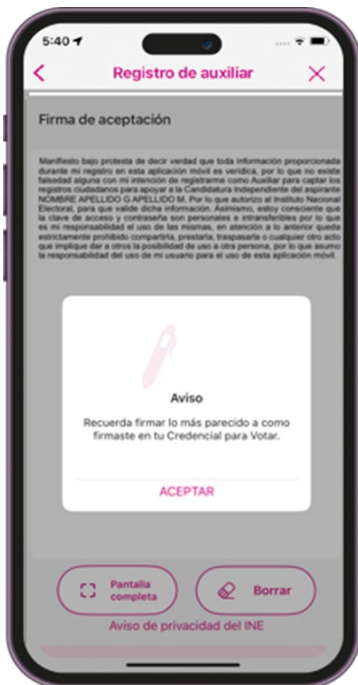 5:40
Registro de auxiliar
Firma de aceptación
Manifiesto bajo protesta de decir verdad que toda información proporcionada
durante mi registro en esta aplicación móvil es verídica, por lo que no existe
falsedad alguna con mi intención de registrarme como Auxiliar para captar los
registros ciudadanos para apoyar a la Candidatura Independiente del aspirante
NOMBRE APELLIDO G APELLIDO M. Por lo que autorizo al Instituto Nacional
Electoral, para que valide dicha información. Asimismo, estoy consciente que
la clave de acceso y contraseña son personales e intransferibles por lo que
es mi responsabilidad el uso de las mismas, en atención a lo anterior queda
estrictamente prohibido compartirla, prestarla, traspasarla o cualquier otro acto
que implique dar a otros la posibilidad de uso a otra persona, por lo que asumo
la responsabilidad del uso de mi usuario para el uso de esta aplicación móvil.
Aviso
Recuerda firmar lo más parecido a como
firmaste en tu Credencial para Votar.
ACEPTAR
Pantalla
completa
Borrar
Aviso de privacidad del INE